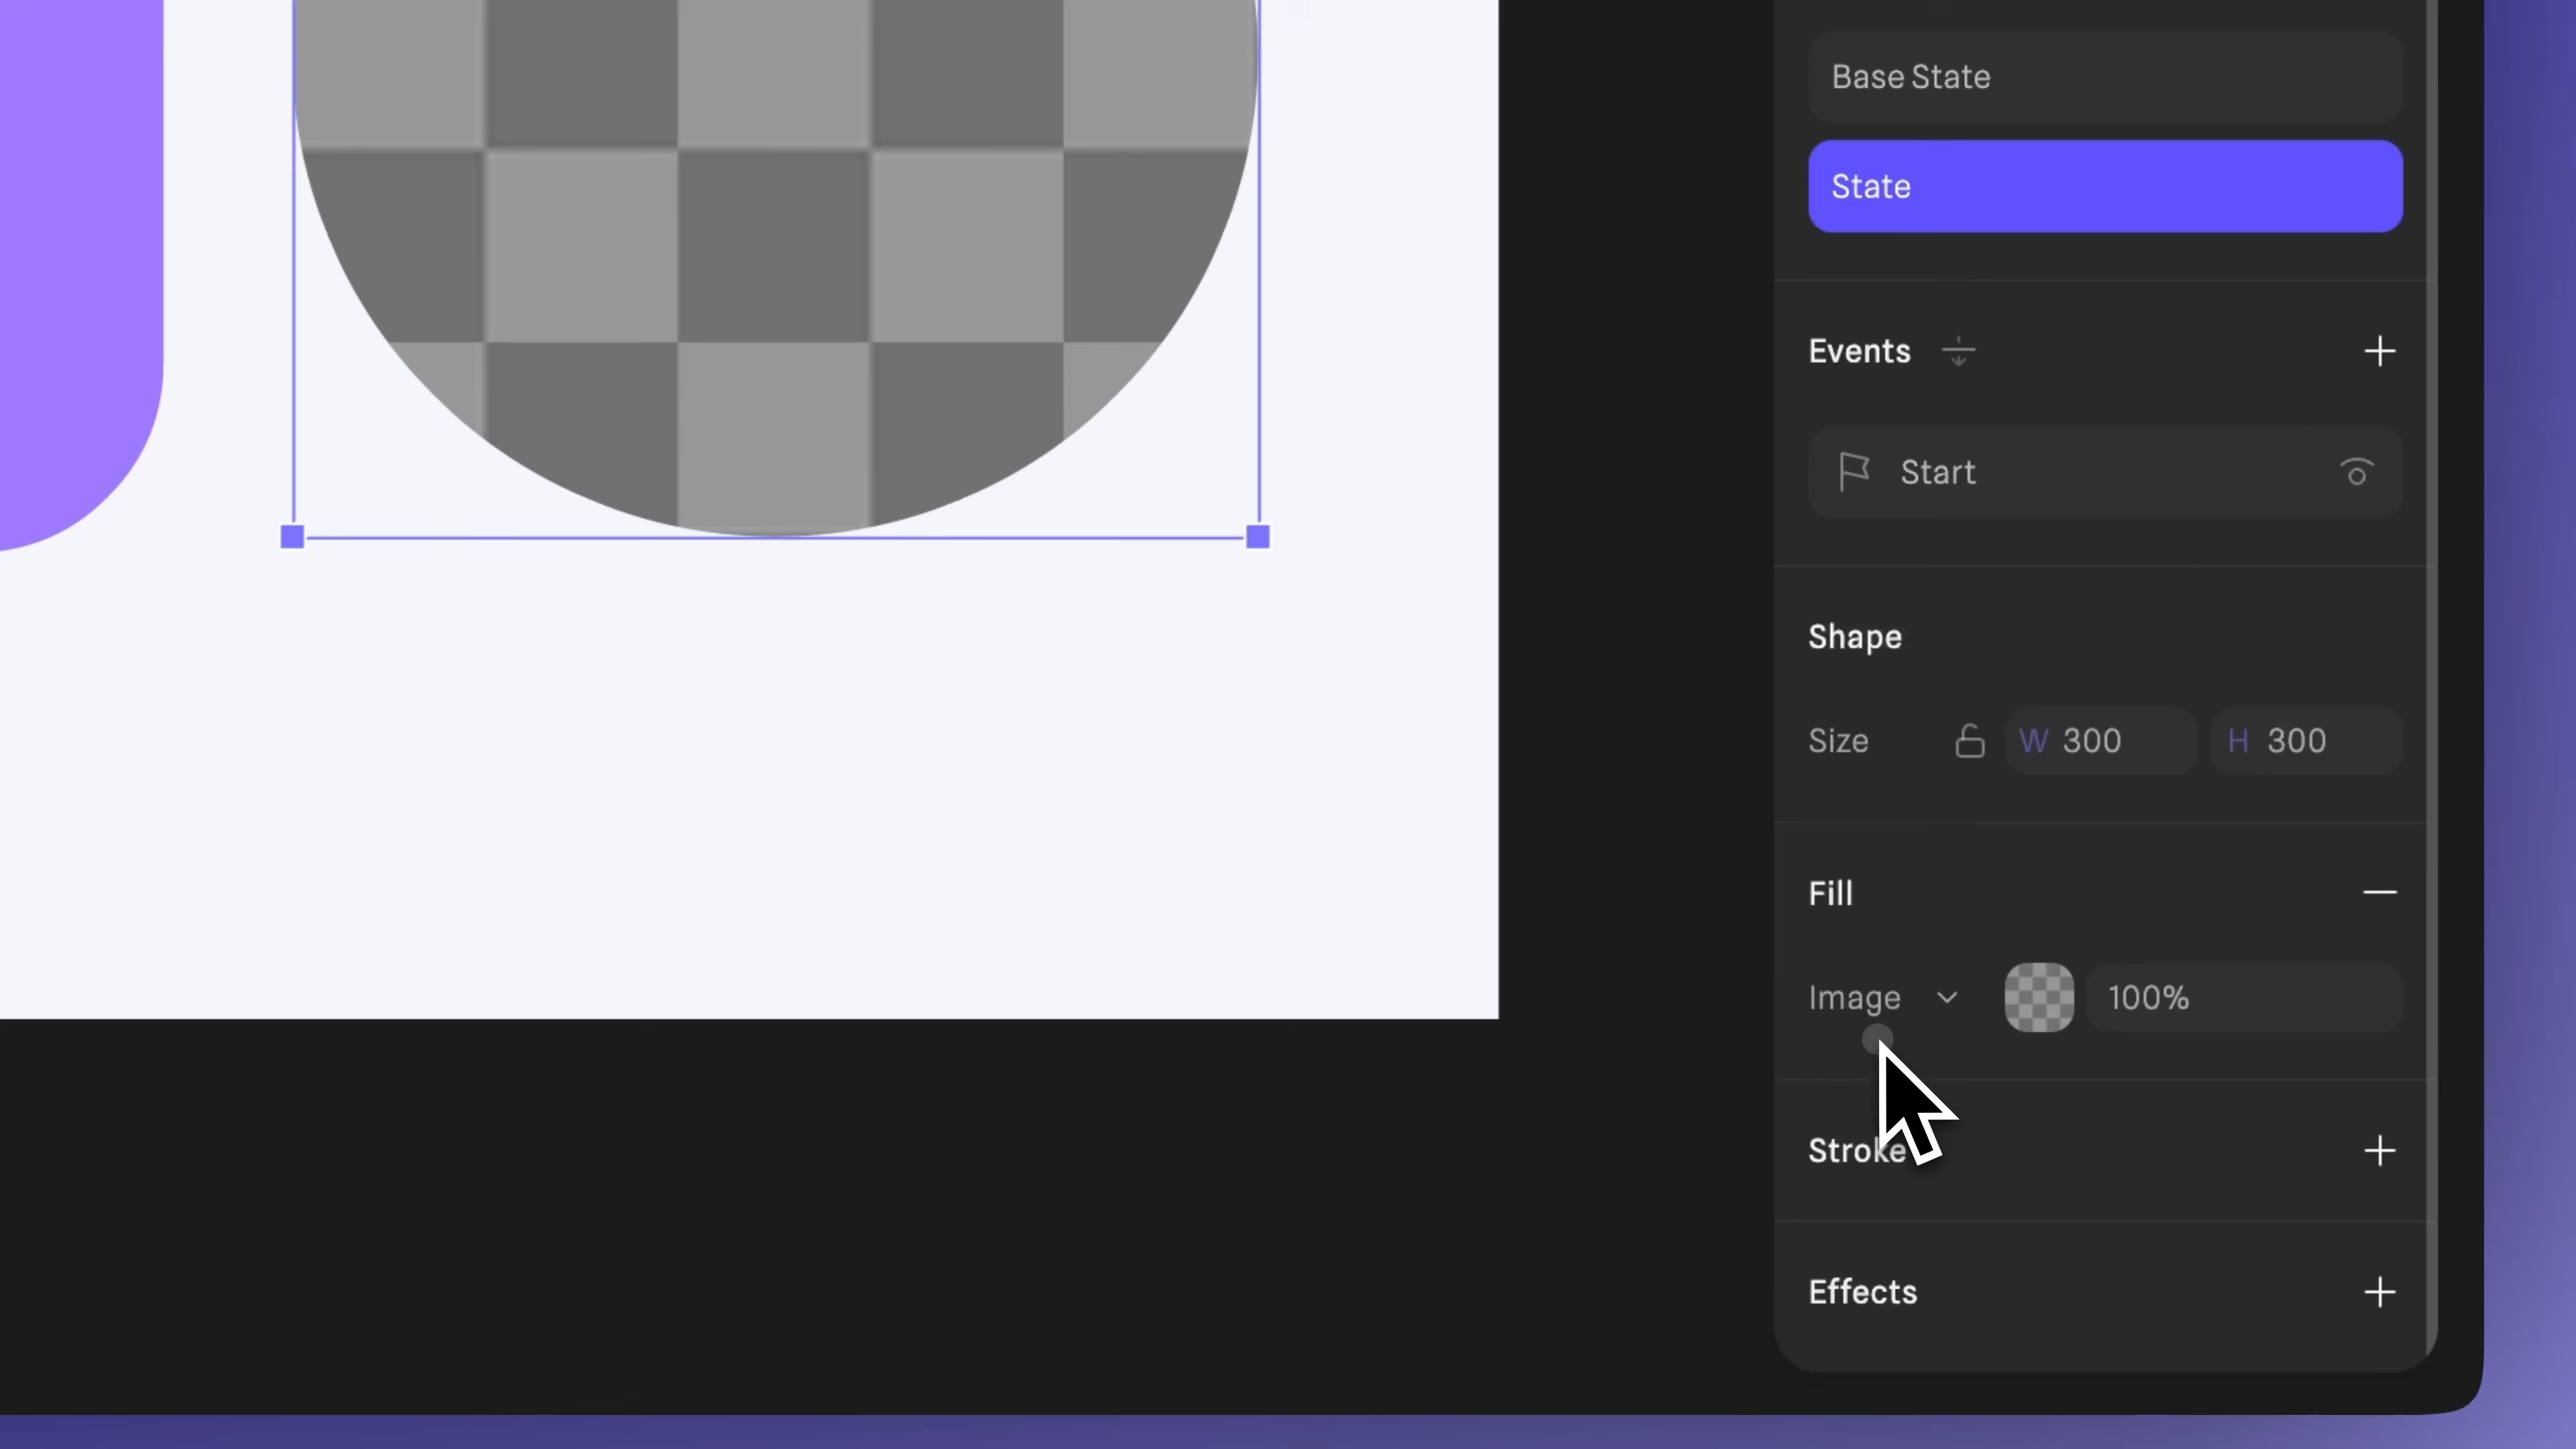 Base State
State
Events
Start
Shape
Size W 300 H 300
Fill
Image 100%
Stroke
Effects